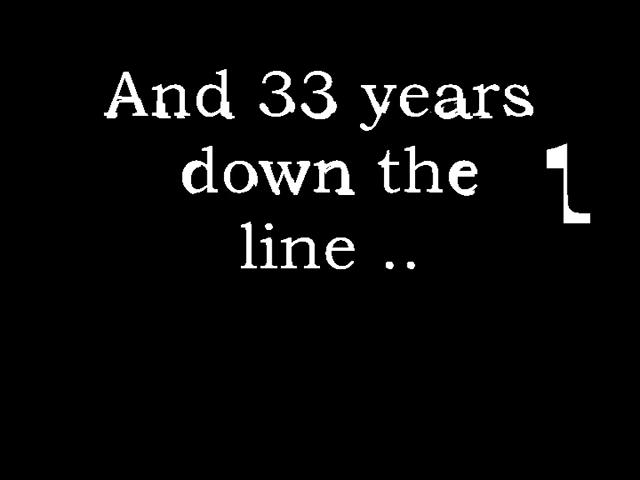 And 33 years
down the
line ..